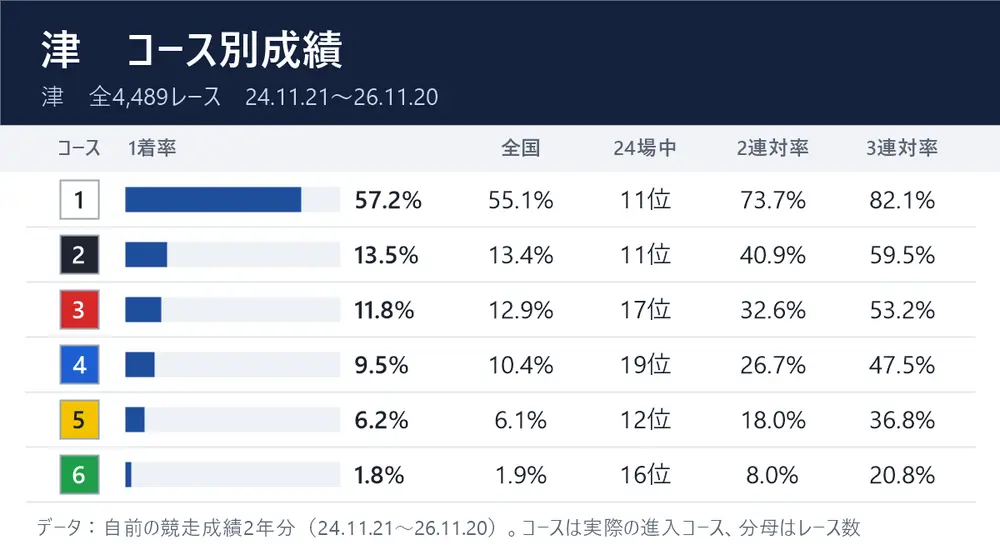 津　コース別成績
津　全4,489レース　24.11.21～26.11.20
コース 1着率 全国 24場中 2連対率 3連対率
1 57.2% 55.1% 11位 73.7% 82.1%
2 13.5% 13.4% 11位 40.9% 59.5%
3 11.8% 12.9% 17位 32.6% 53.2%
4 9.5% 10.4% 19位 26.7% 47.5%
5 6.2% 6.1% 12位 18.0% 36.8%
6 1.8% 1.9% 16位 8.0% 20.8%
データ：自前の競走成績2年分（24.11.21～26.11.20）。コースは実際の進入コース、分母はレース数